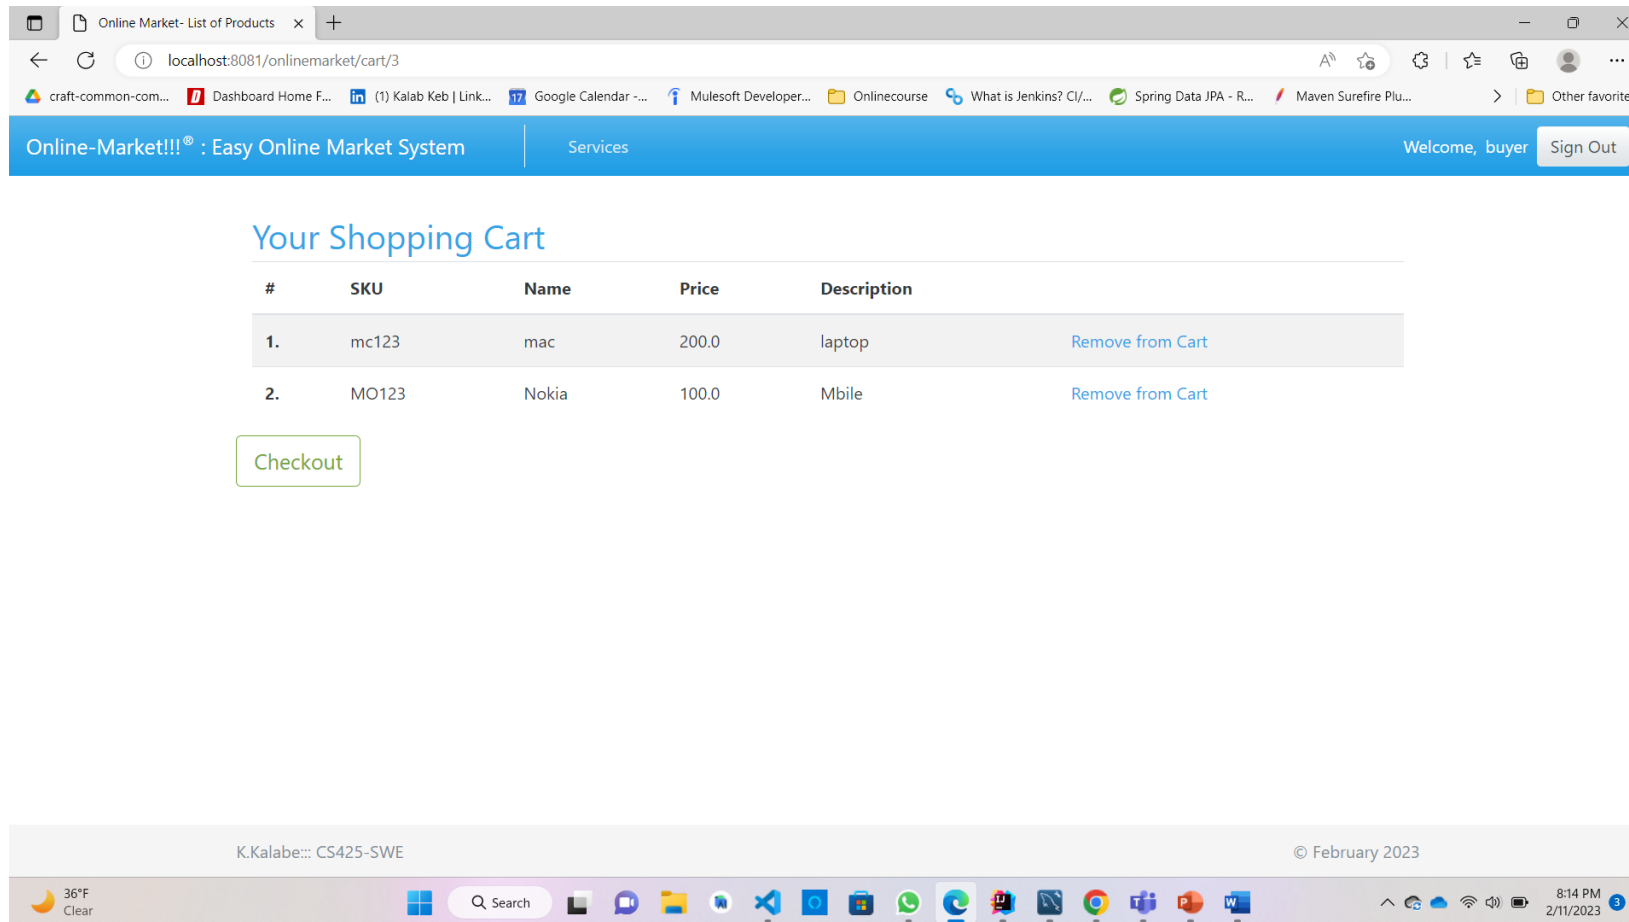 Online Market- List of Products
localhost:8081/onlinemarket/cart/3
craft-common-com... Dashboard Home F... (1) Kalab Keb | Link... Google Calendar -... Mulesoft Developer... Onlinecourse What is Jenkins? CI/... Spring Data JPA - R... Maven Surefire Plu... Other favorite
Online-Market!!!® : Easy Online Market System Services Welcome, buyer Sign Out
Your Shopping Cart
# SKU Name Price Description
1. mc123 mac 200.0 laptop Remove from Cart
2. MO123 Nokia 100.0 Mbile Remove from Cart
Checkout
K.Kalabe::: CS425-SWE © February 2023
36°F
Clear
Search
8:14 PM
2/11/2023
3